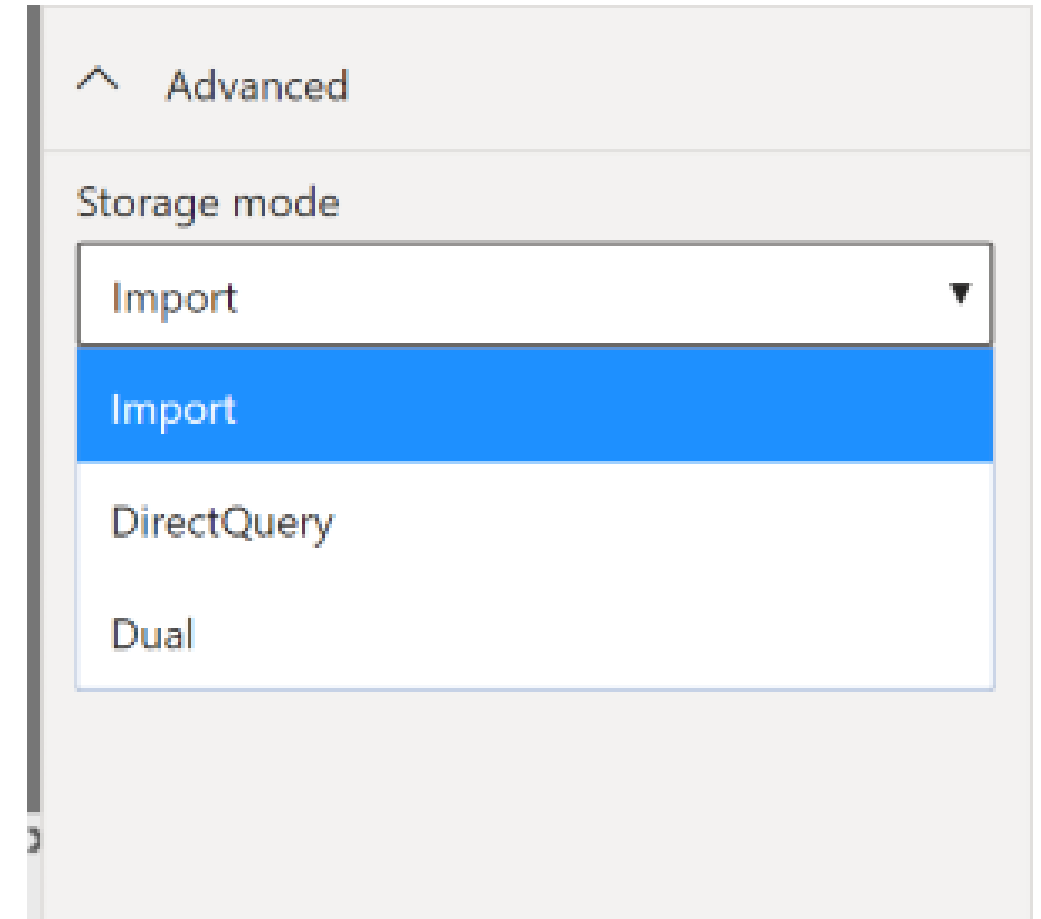 Advanced
Storage mode
Import
Import
DirectQuery
Dual